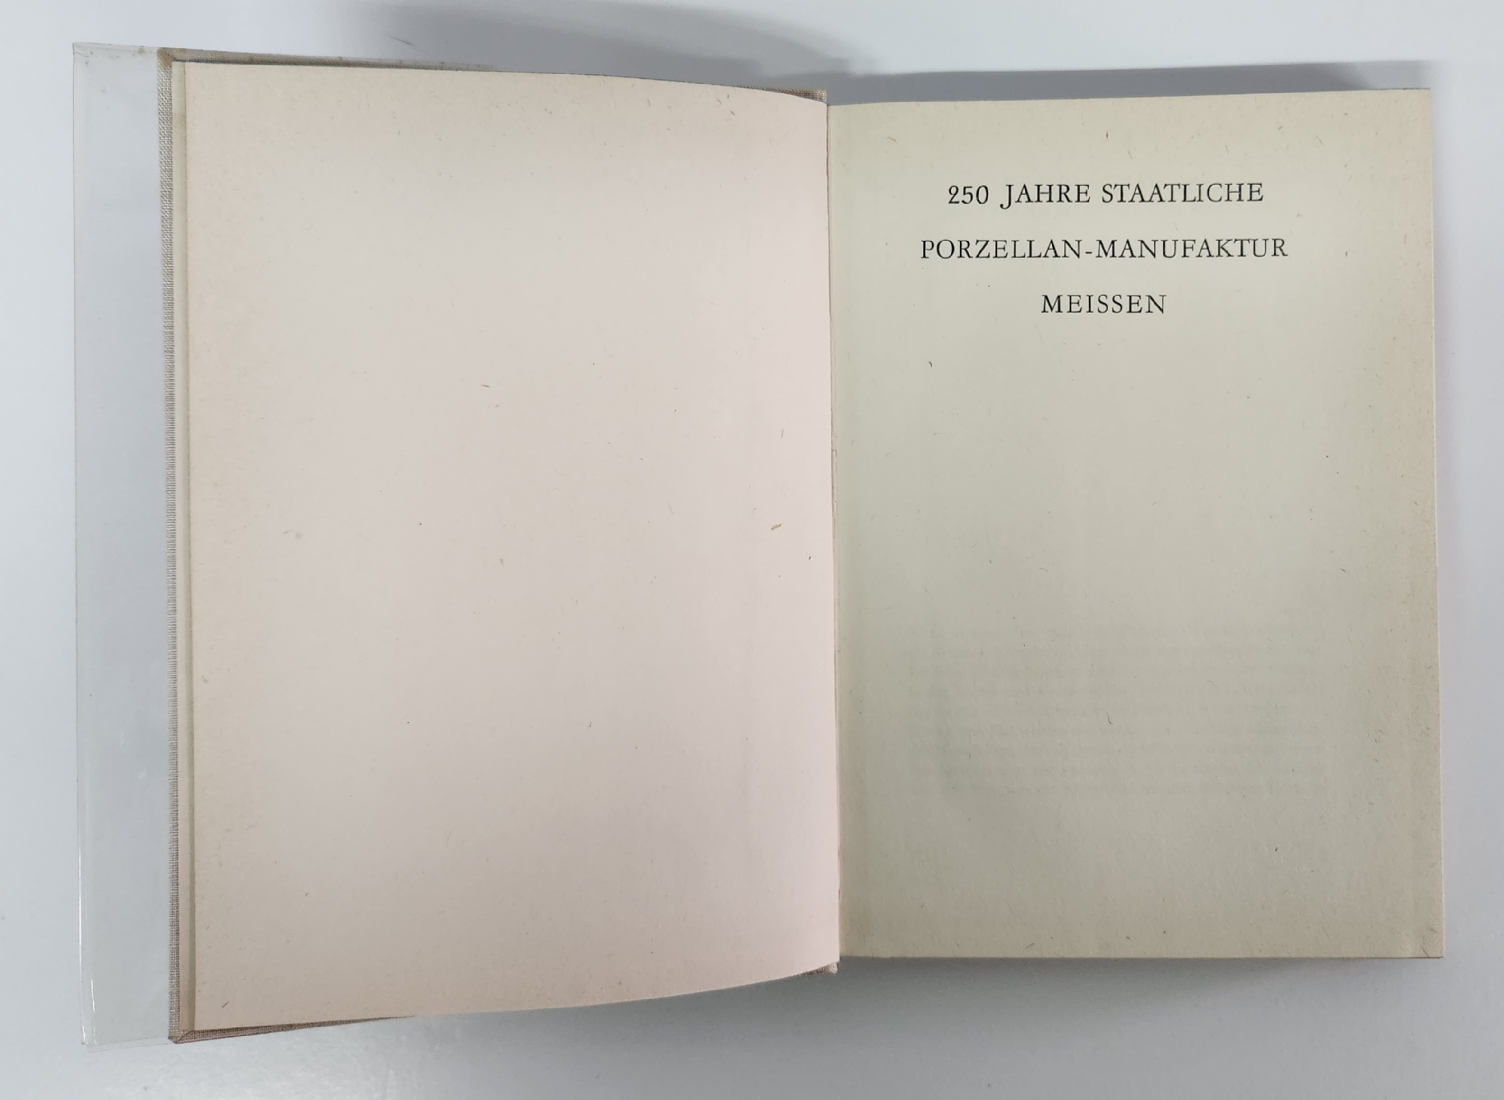 250 JAHRE STAATLICHE
PORZELLAN-MANUFAKTUR
MEISSEN